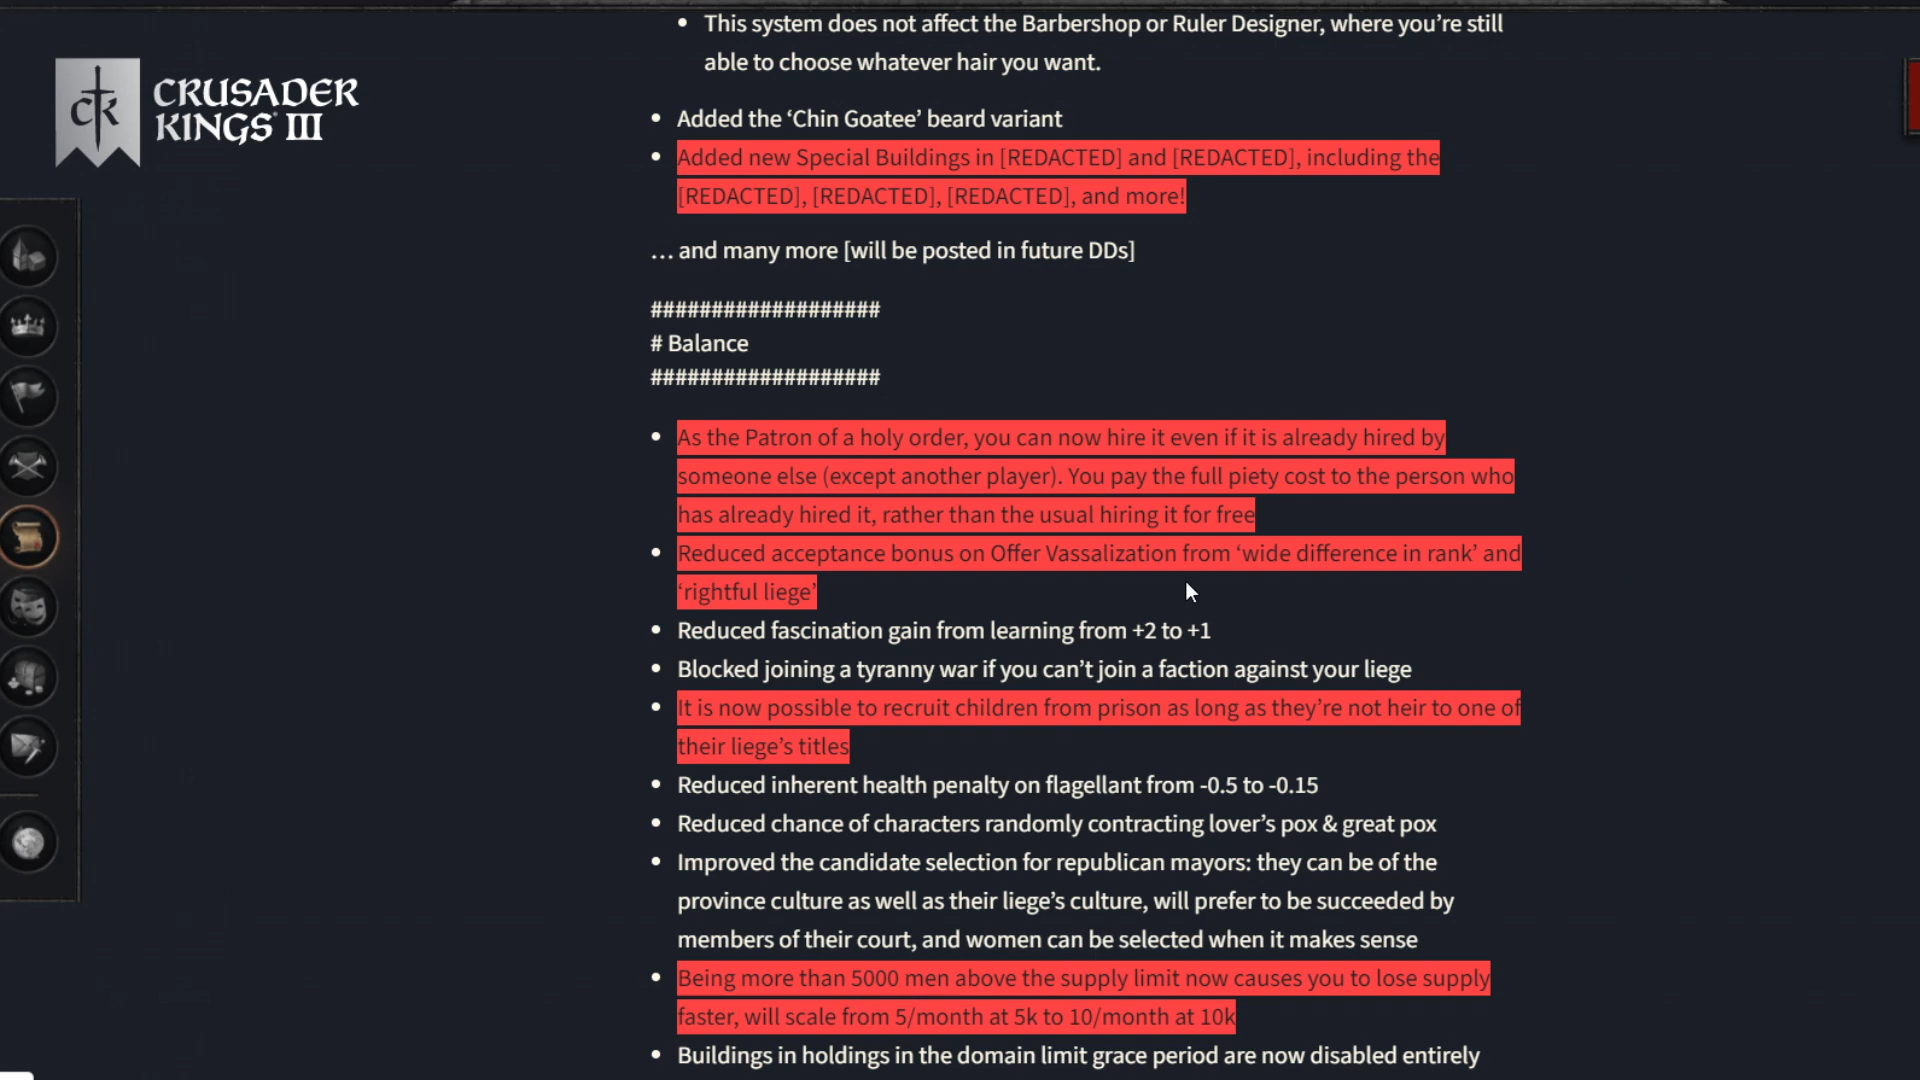 This system does not affect the Barbershop or Ruler Designer, where you’re still
able to choose whatever hair you want.
CK
CRUSADER
KINGS III
Added the ‘Chin Goatee’ beard variant
Added new Special Buildings in [REDACTED] and [REDACTED], including the
[REDACTED], [REDACTED], [REDACTED], and more!
… and many more [will be posted in future DDs]
###################
# Balance
###################
As the Patron of a holy order, you can now hire it even if it is already hired by
someone else (except another player). You pay the full piety cost to the person who
has already hired it, rather than the usual hiring it for free
Reduced acceptance bonus on Offer Vassalization from ‘wide difference in rank’ and
‘rightful liege’
Reduced fascination gain from learning from +2 to +1
Blocked joining a tyranny war if you can’t join a faction against your liege
It is now possible to recruit children from prison as long as they’re not heir to one of
their liege’s titles
Reduced inherent health penalty on flagellant from -0.5 to -0.15
Reduced chance of characters randomly contracting lover’s pox & great pox
Improved the candidate selection for republican mayors: they can be of the
province culture as well as their liege’s culture, will prefer to be succeeded by
members of their court, and women can be selected when it makes sense
Being more than 5000 men above the supply limit now causes you to lose supply
faster, will scale from 5/month at 5k to 10/month at 10k
Buildings in holdings in the domain limit grace period are now disabled entirely